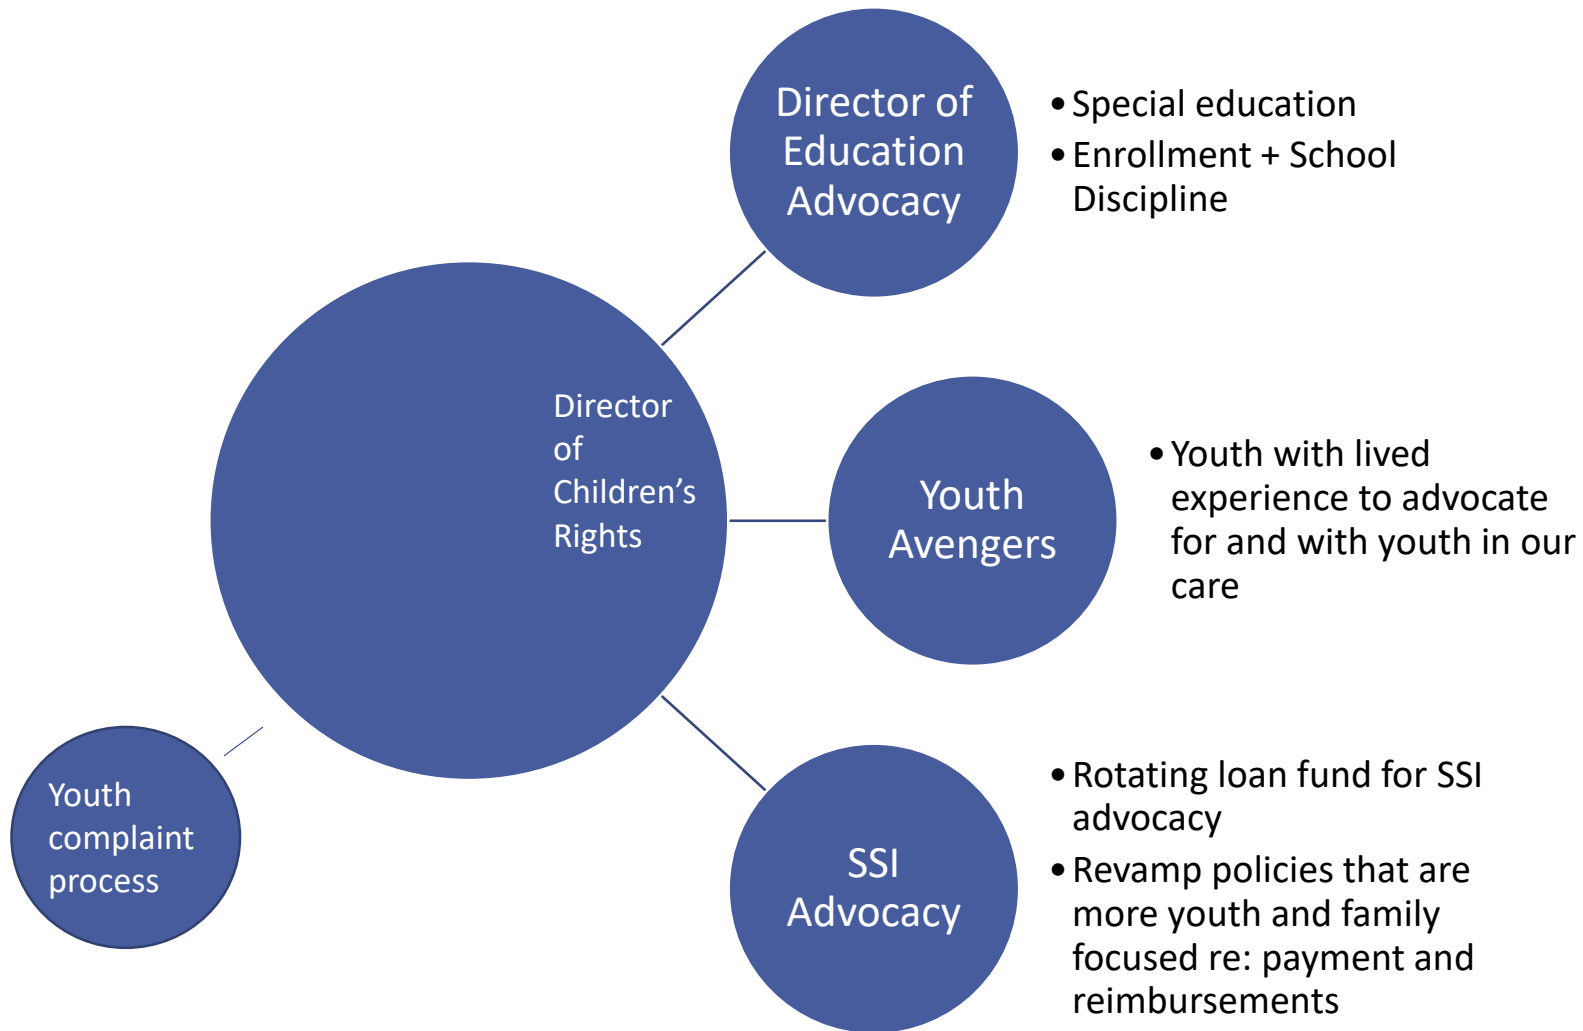 Director of
Education
Advocacy
• Special education
• Enrollment + School
Discipline
Director
of
Children’s
Rights
Youth
Avengers
• Youth with lived
experience to advocate
for and with youth in our
care
Youth
complaint
process
SSI
Advocacy
• Rotating loan fund for SSI
advocacy
• Revamp policies that are
more youth and family
focused re: payment and
reimbursements